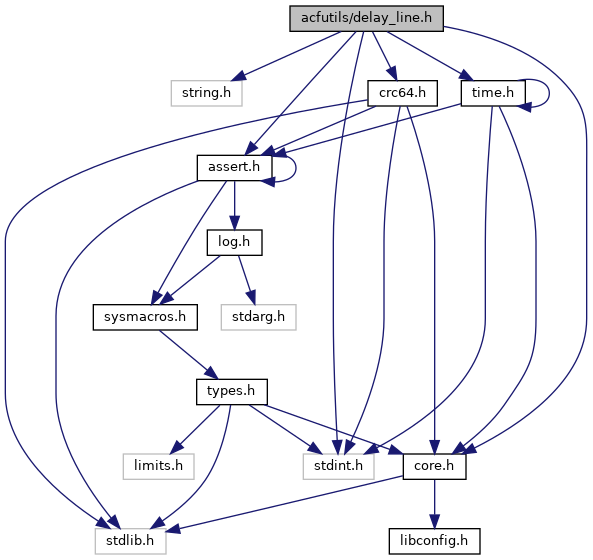 acfutils/delay_line.h
string.h
crc64.h
time.h
assert.h
log.h
sysmacros.h
stdarg.h
types.h
limits.h
stdint.h
core.h
stdlib.h
libconfig.h